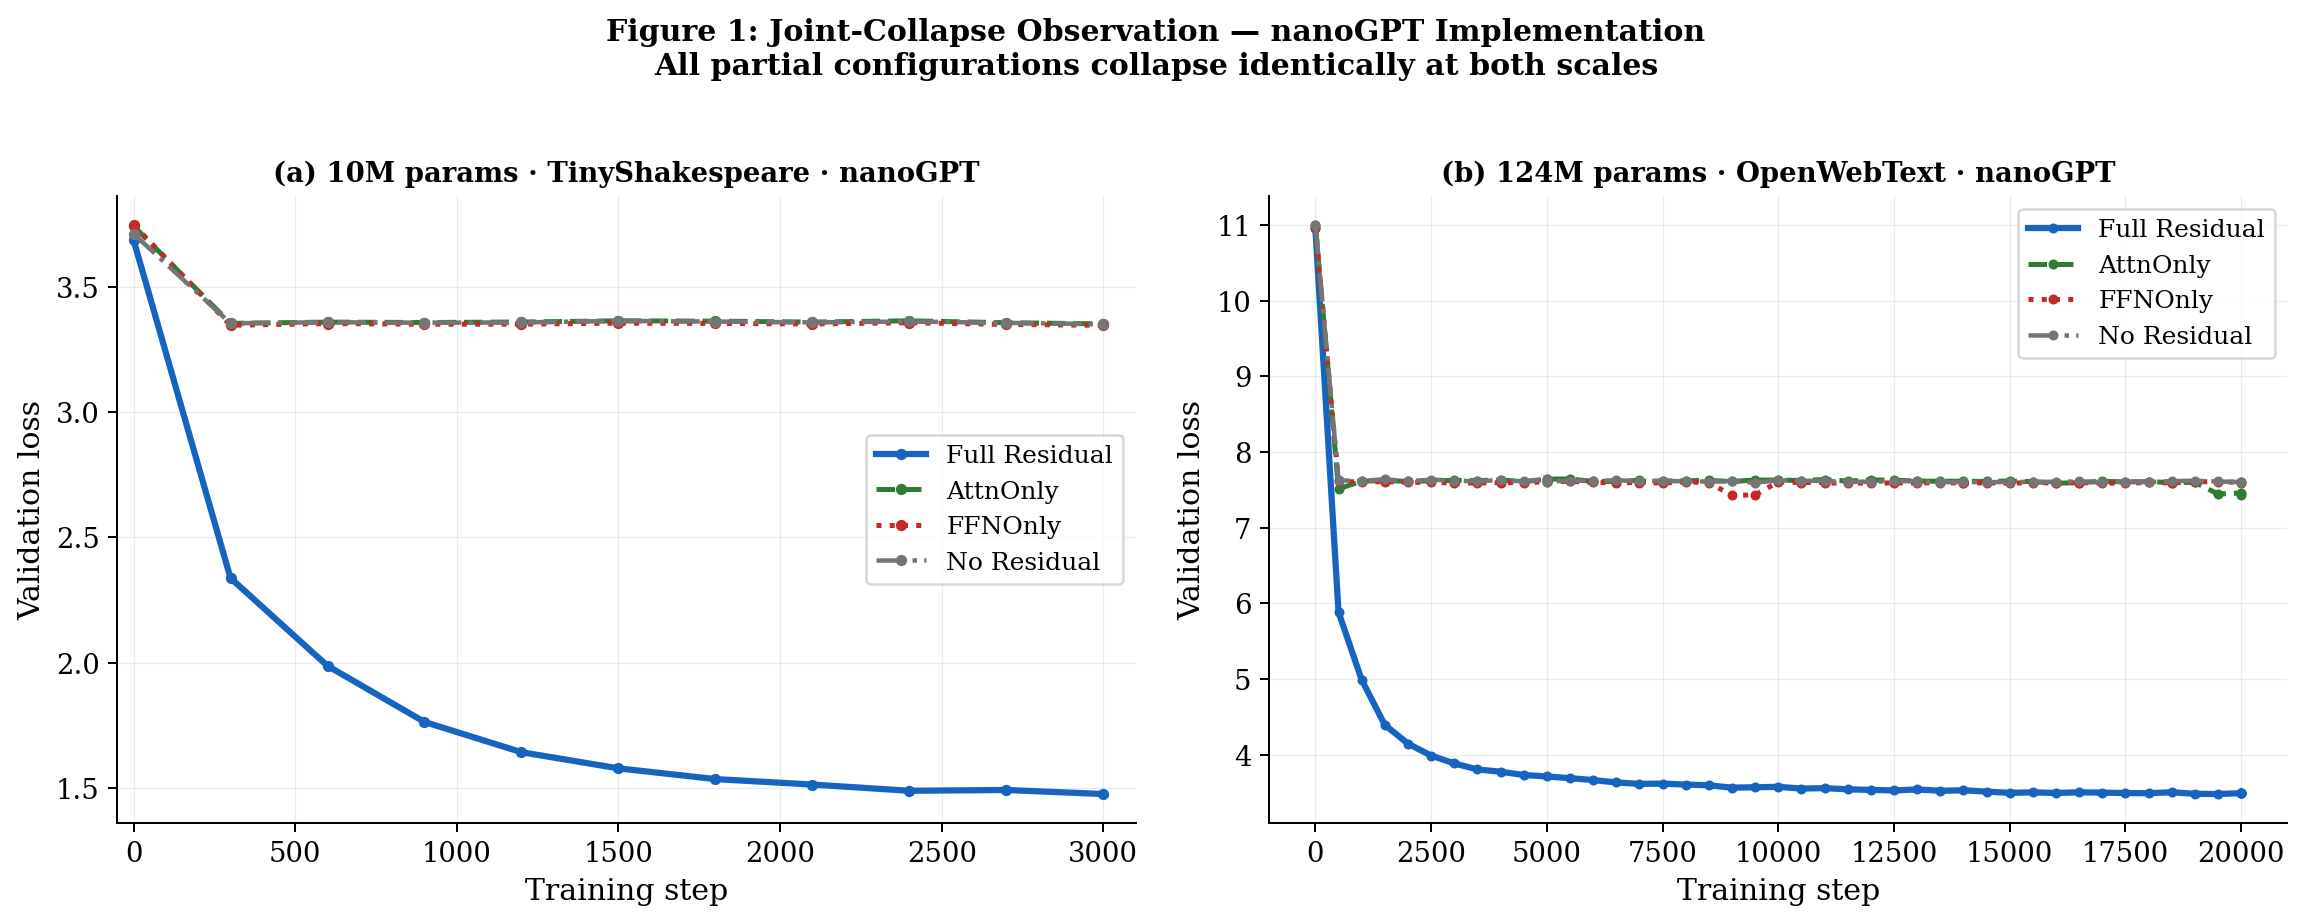 Figure 1: Joint-Collapse Observation — nanoGPT Implementation
All partial configurations collapse identically at both scales
(a) 10M params · TinyShakespeare · nanoGPT
Validation loss
3.5
3.0
2.5
2.0
1.5
0 500 1000 1500 2000 2500 3000
Training step
Full Residual
AttnOnly
FFNOnly
No Residual
(b) 124M params · OpenWebText · nanoGPT
Validation loss
11
10
9
8
7
6
5
4
0 2500 5000 7500 10000 12500 15000 17500 20000
Training step
Full Residual
AttnOnly
FFNOnly
No Residual